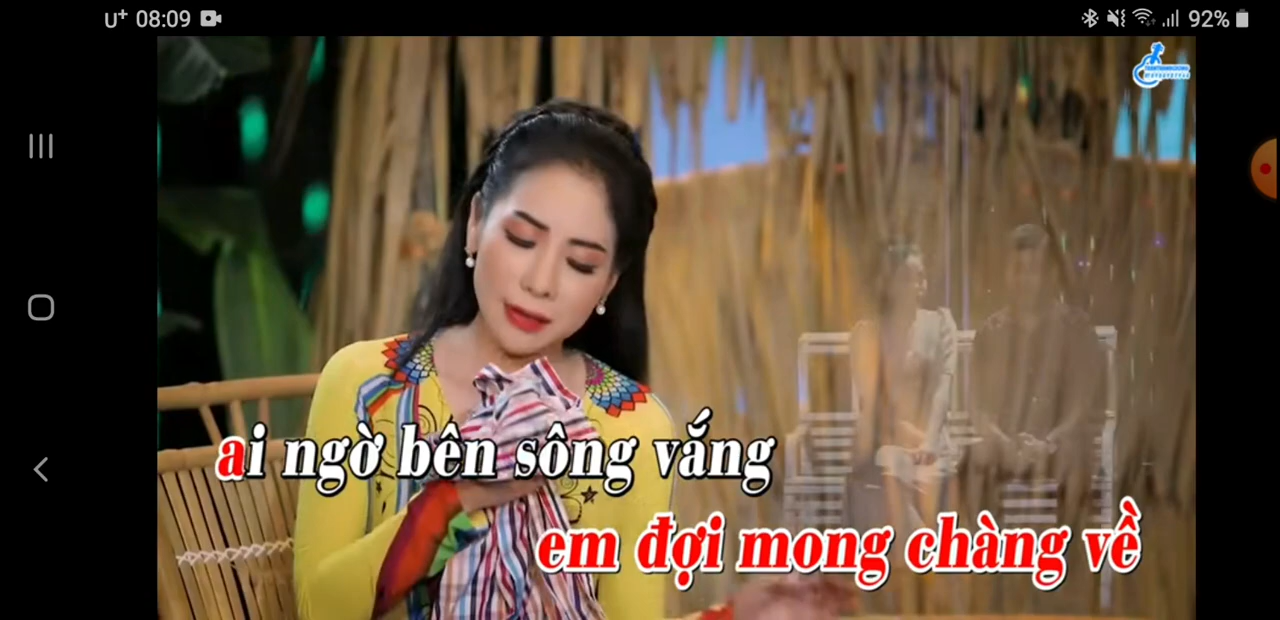 U⁺ 08:09 92%
ai ngờ bên sông vắng
em đợi mong chàng về